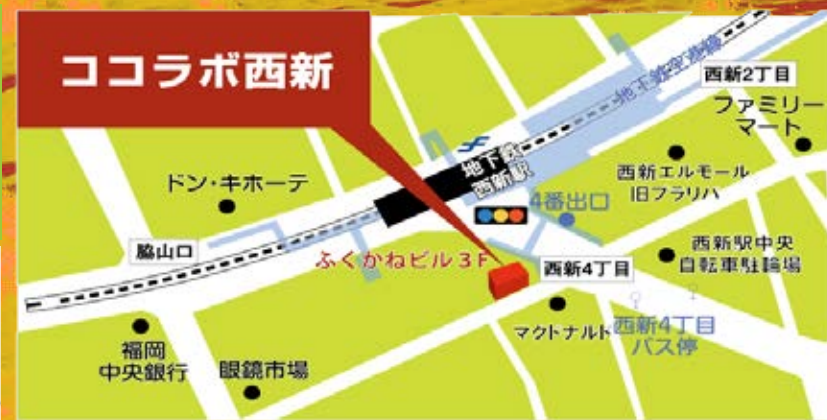 ココラボ西新
地下鉄空港線
西新2丁目
ファミリー
マート
地下鉄
西新駅
西新エルモール
旧フラリハ
ドン・キホーテ
4番出口
脇山口
ふくかねビル3F
西新4丁目
西新駅中央
自転車駐輪場
マクトナルド
西新4丁目
バス停
福岡
中央銀行
眼鏡市場